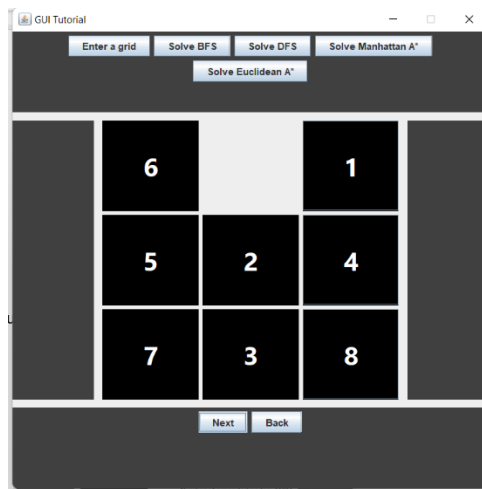 GUI Tutorial
Enter a grid Solve BFS Solve DFS Solve Manhattan A*
Solve Euclidean A*
6 1
5 2 4
7 3 8
Next Back